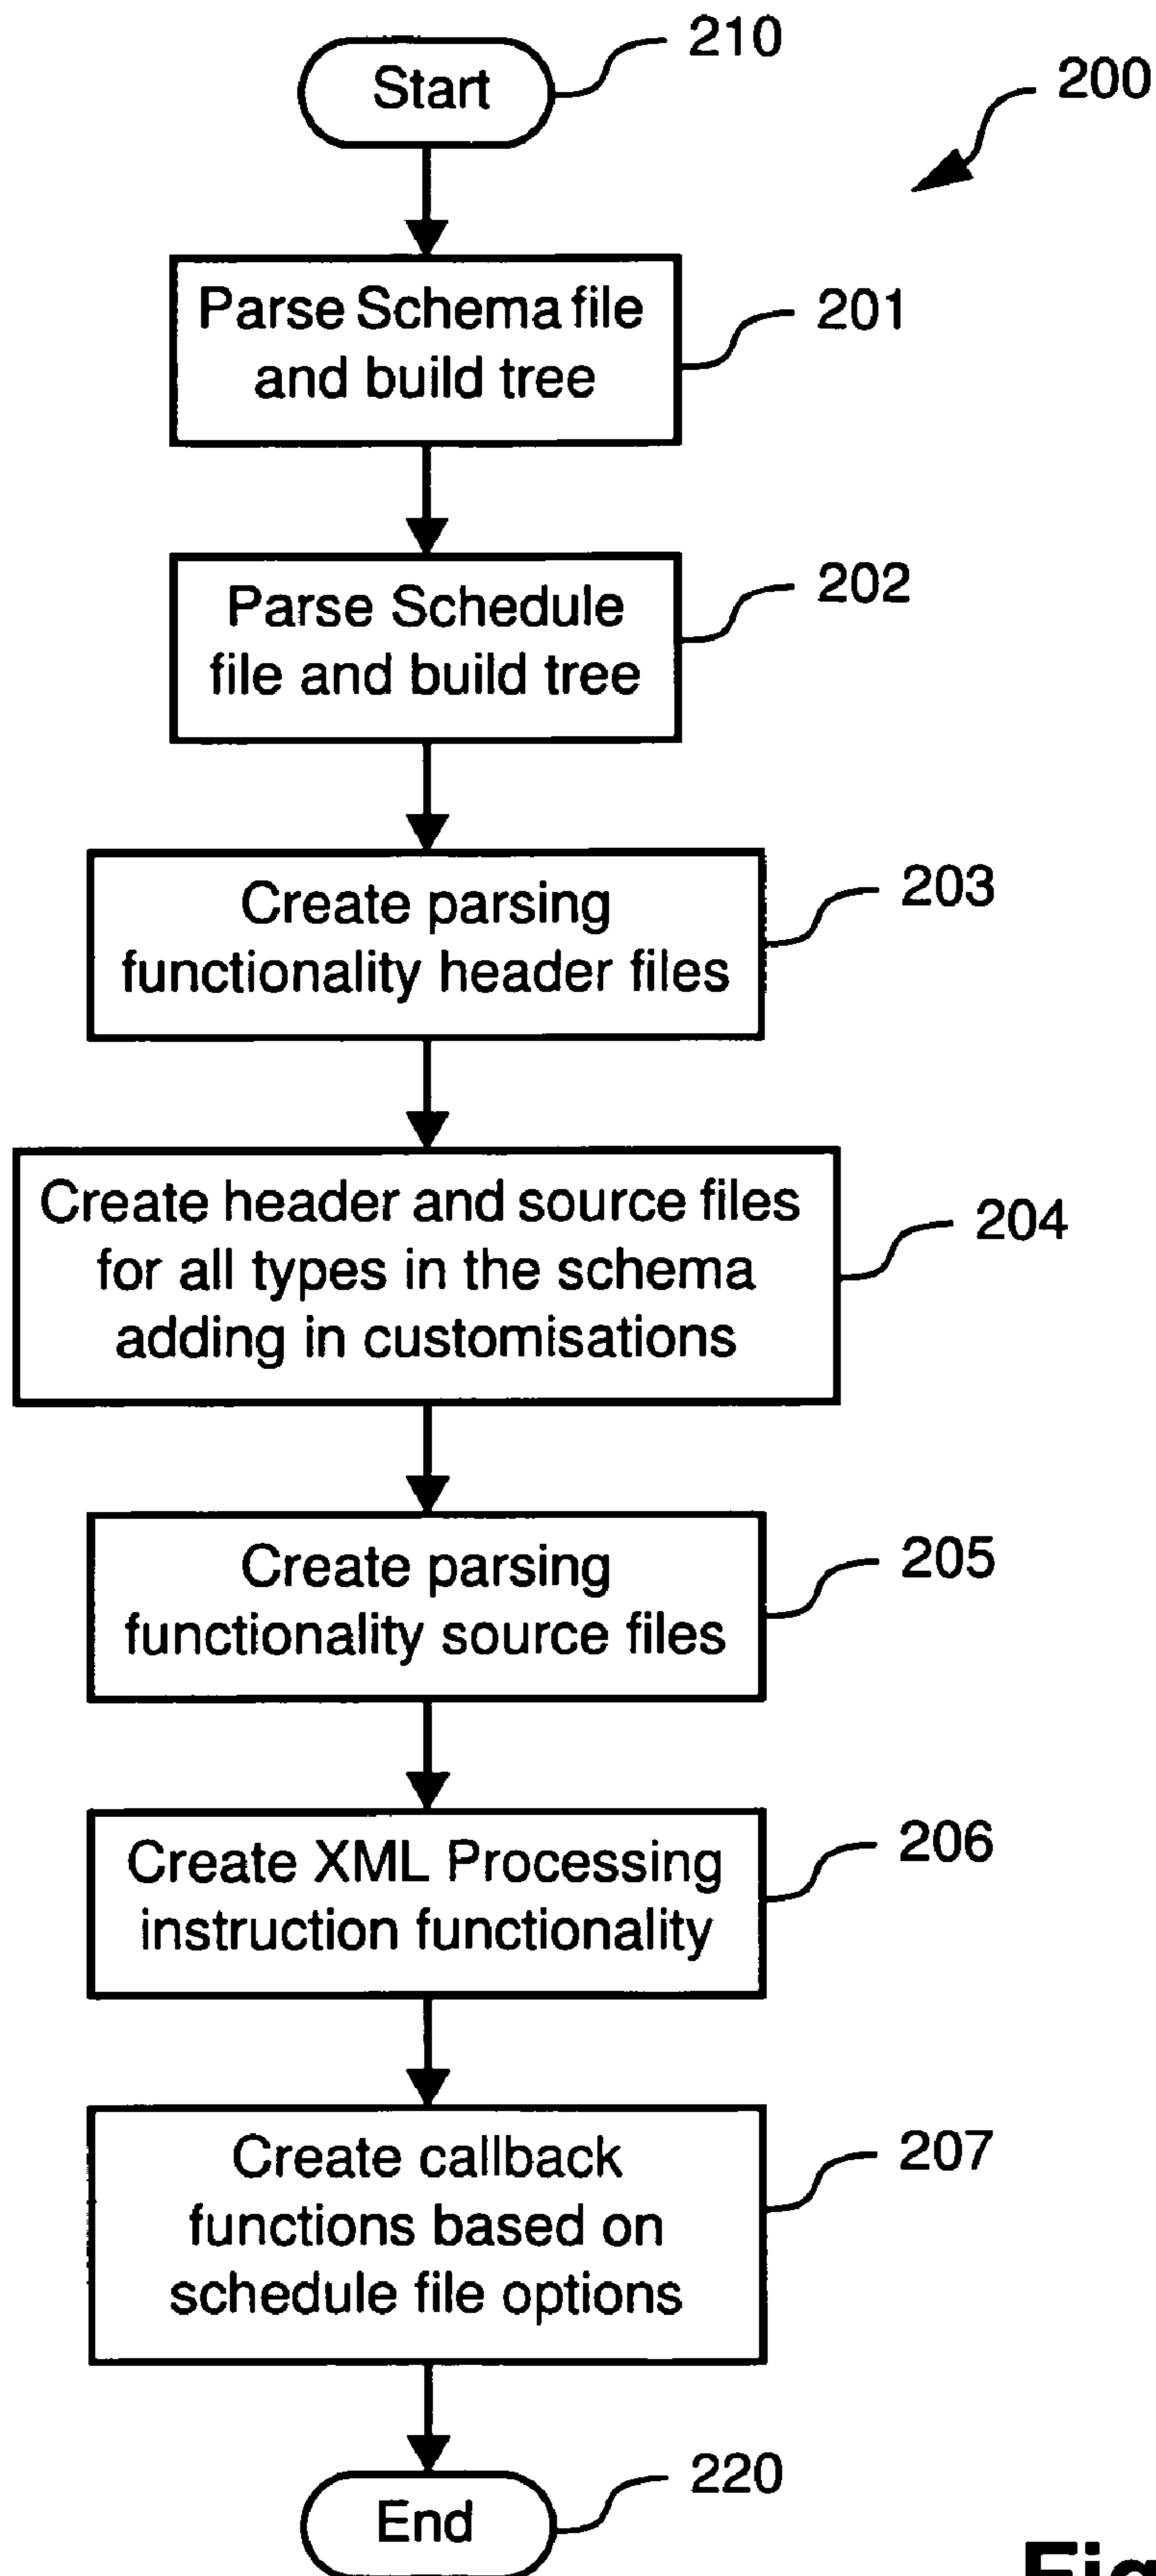 Start
210
200
Parse Schema file
and build tree
201
Parse Schedule
file and build tree
202
Create parsing
functionality header files
203
Create header and source files
for all types in the schema
adding in customisations
204
Create parsing
functionality source files
205
Create XML Processing
instruction functionality
206
Create callback
functions based on
schedule file options
207
End
220